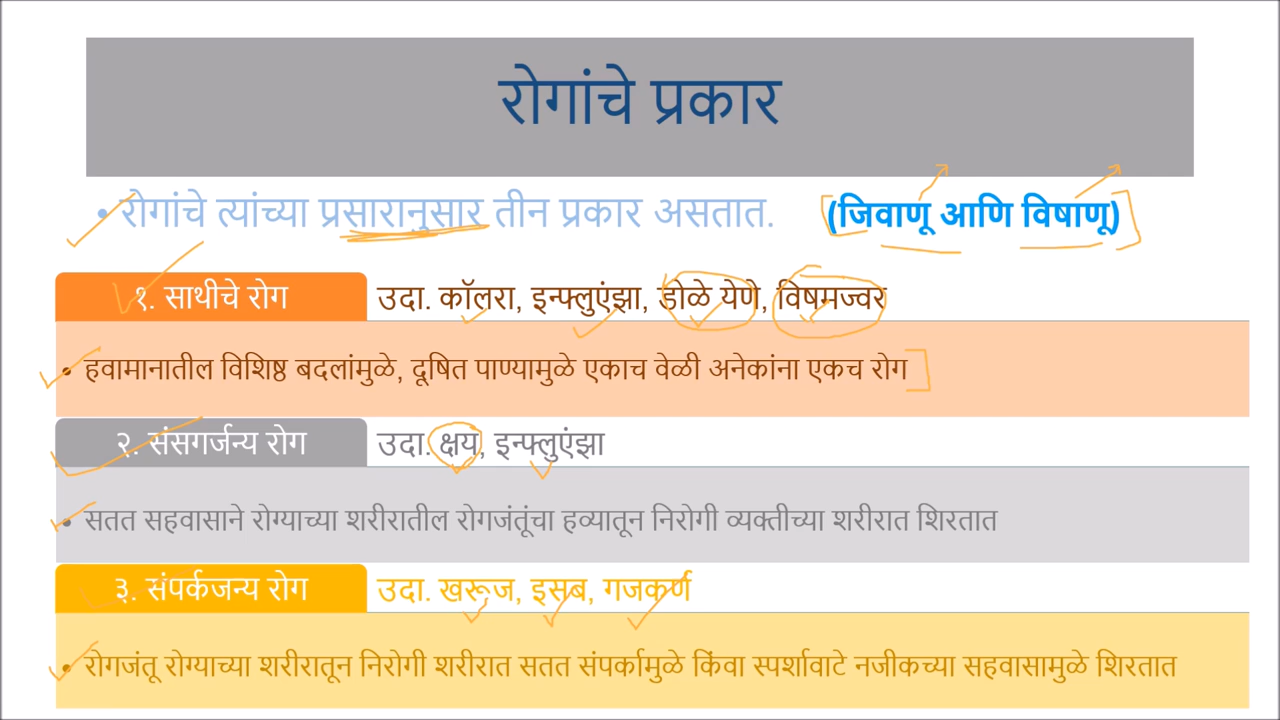 रोगांचे प्रकार
• रोगांचे त्यांच्या प्रसारानुसार तीन प्रकार असतात. (जिवाणू आणि विषाणू)
१. साथीचे रोग उदा. कॉलरा, इन्फ्लुएंझा, डोळे येणे, विषमज्वर
• हवामानातील विशिष्ठ बदलांमुळे, दूषित पाण्यामुळे एकाच वेळी अनेकांना एकच रोग
२. संसगर्जन्य रोग उदा. क्षय, इन्फ्लुएंझा
• सतत सहवासाने रोग्याच्या शरीरातील रोगजंतूंचा हव्यातून निरोगी व्यक्तीच्या शरीरात शिरतात
३. संपर्कजन्य रोग उदा. खरूज, इसब, गजकर्ण
• रोगजंतू रोग्याच्या शरीरातून निरोगी शरीरात सतत संपर्कामुळे किंवा स्पर्शावाटे नजीकच्या सहवासामुळे शिरतात